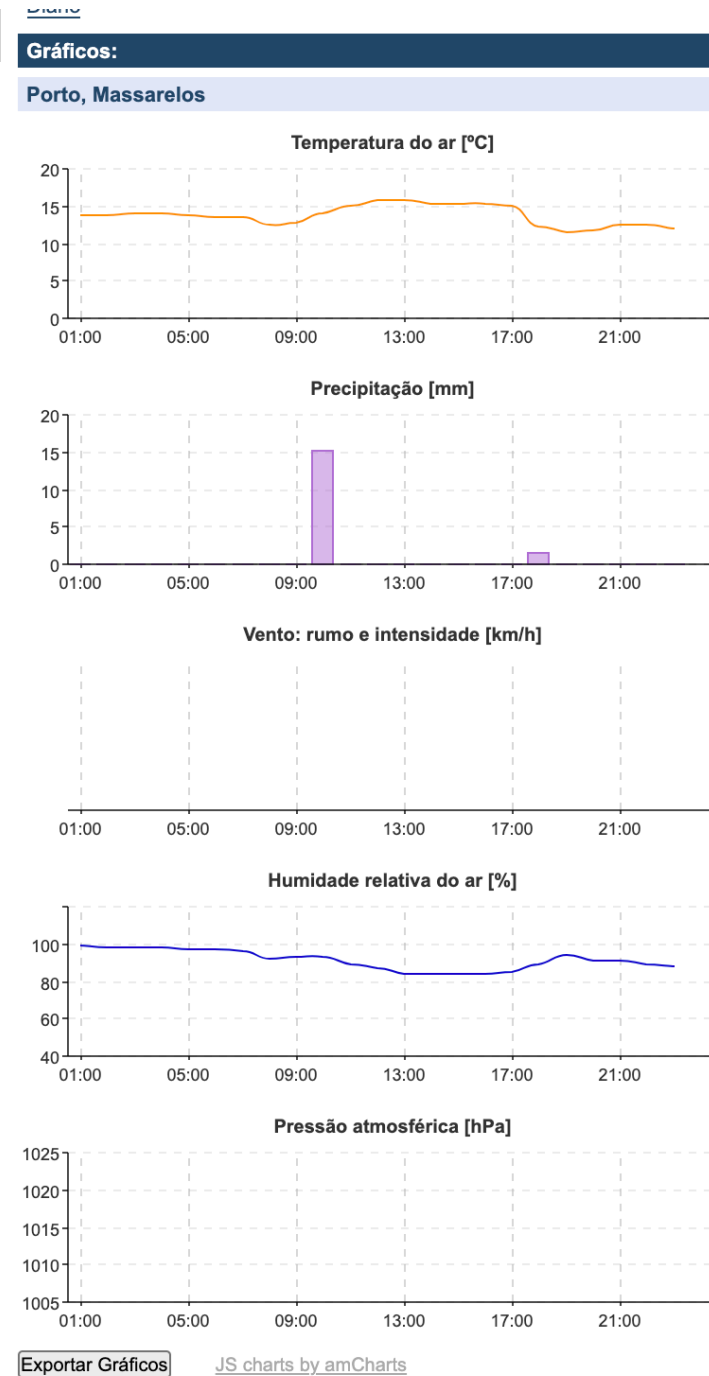 Diário
Gráficos:
Porto, Massarelos
Temperatura do ar [ºC]
20
15
10
5
0
01:00 05:00 09:00 13:00 17:00 21:00
Precipitação [mm]
20
15
10
5
0
01:00 05:00 09:00 13:00 17:00 21:00
Vento: rumo e intensidade [km/h]
01:00 05:00 09:00 13:00 17:00 21:00
Humidade relativa do ar [%]
100
80
60
40
01:00 05:00 09:00 13:00 17:00 21:00
Pressão atmosférica [hPa]
1025
1020
1015
1010
1005
01:00 05:00 09:00 13:00 17:00 21:00
Exportar Gráficos JS charts by amCharts